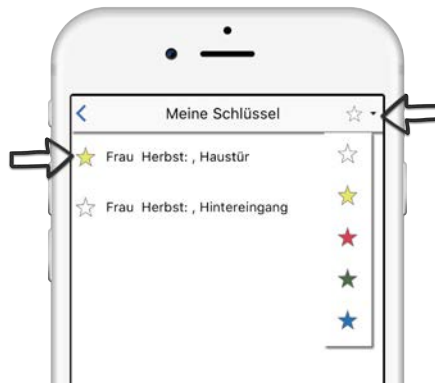 Meine Schlüssel
Frau Herbst: , Haustür
Frau Herbst: , Hintereingang